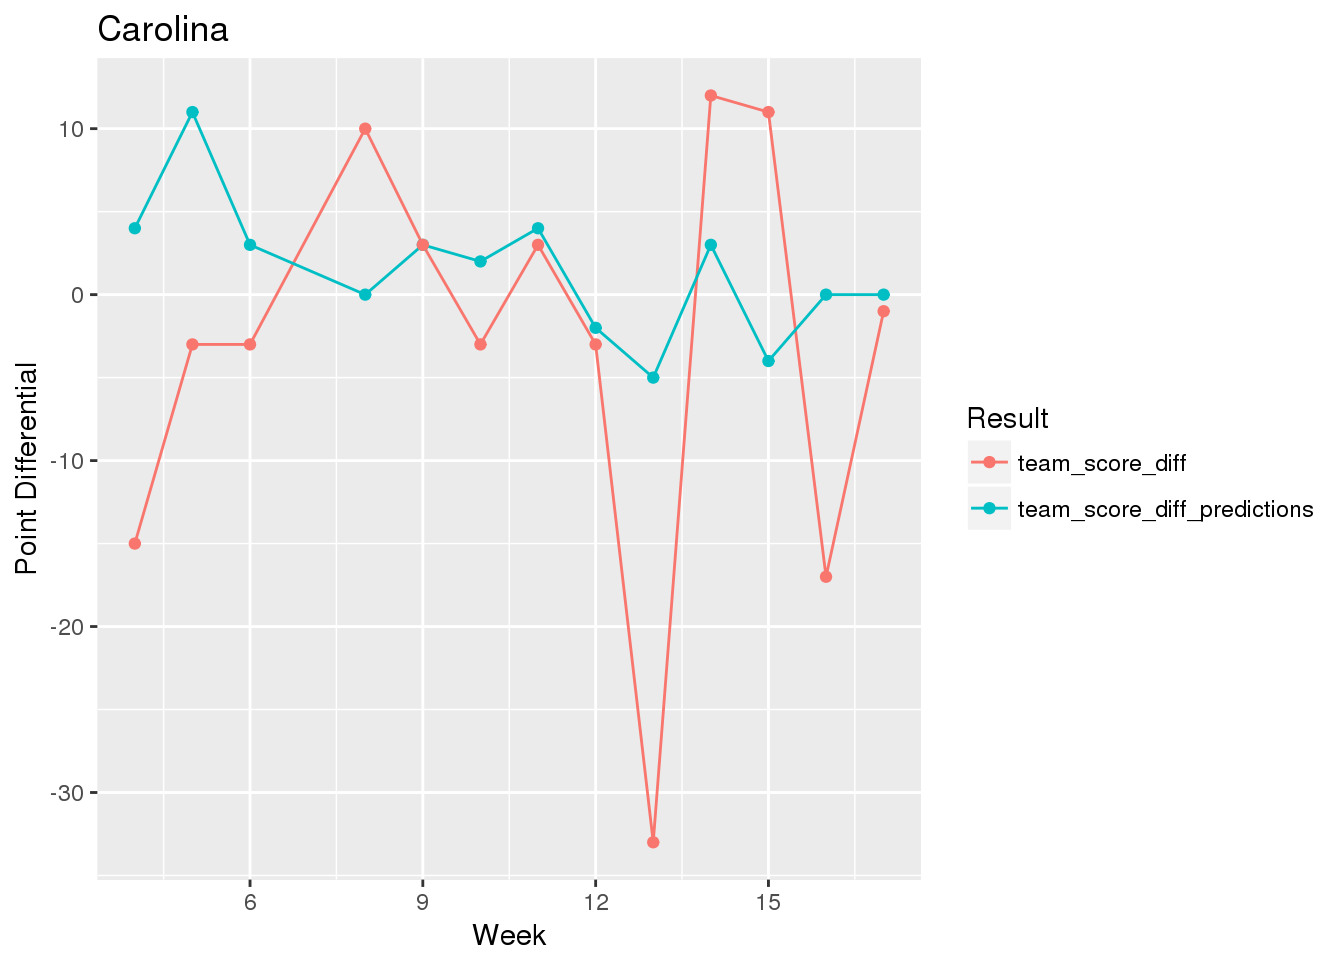 Carolina
10
0
-10
-20
-30
Point Differential
6 9 12 15
Week
Result
team_score_diff
team_score_diff_predictions